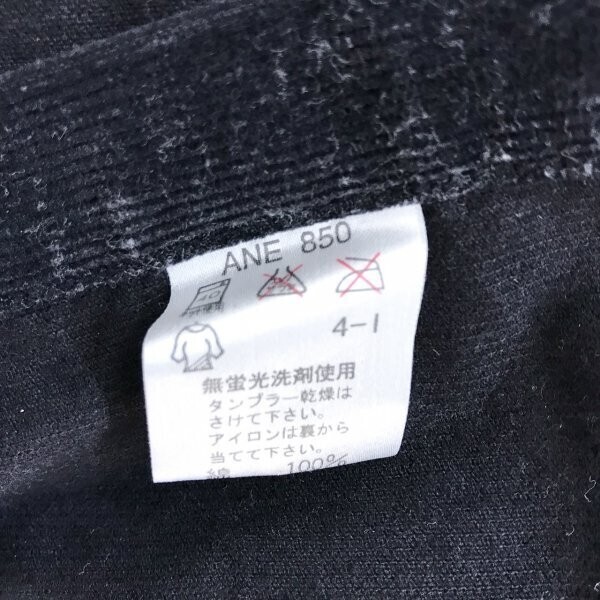 ANE 850
4-I
無蛍光洗剤使用
タンブラー乾燥は
さけて下さい。
アイロンは裏から
当てて下さい。
綿 100%